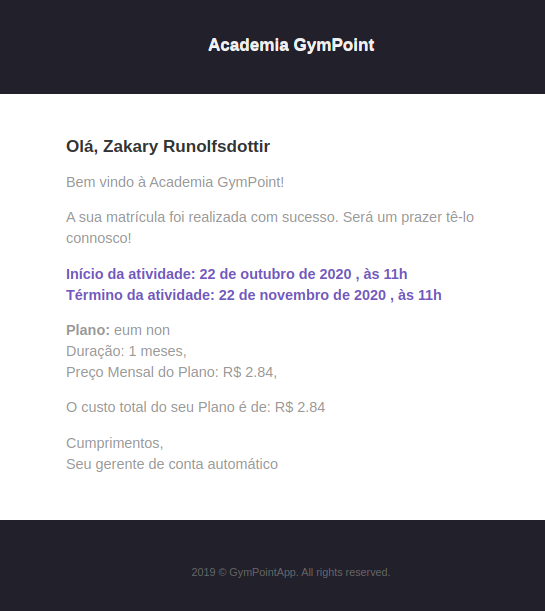 Academia GymPoint
Olá, Zakary Runolfsdottir
Bem vindo à Academia GymPoint!
A sua matrícula foi realizada com sucesso. Será um prazer tê-lo
connosco!
Início da atividade: 22 de outubro de 2020 , às 11h
Término da atividade: 22 de novembro de 2020 , às 11h
Plano: eum non
Duração: 1 meses,
Preço Mensal do Plano: R$ 2.84,
O custo total do seu Plano é de: R$ 2.84
Cumprimentos,
Seu gerente de conta automático
2019 © GymPointApp. All rights reserved.